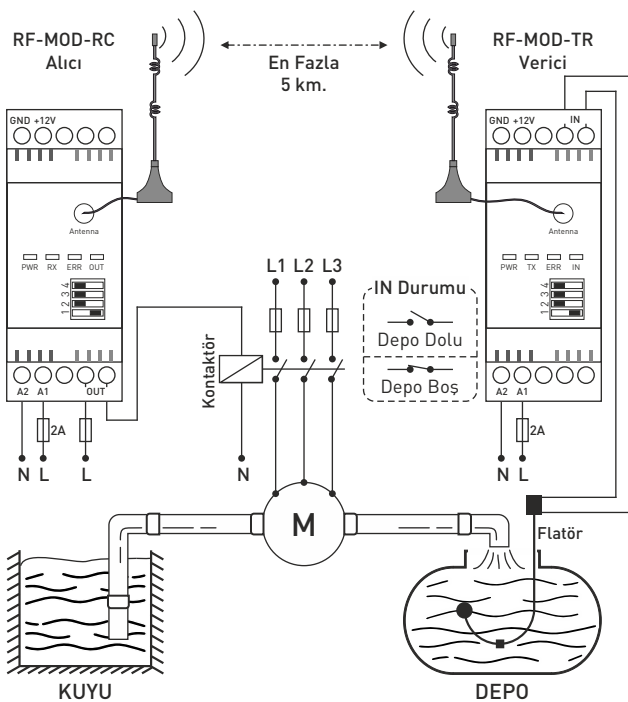 RF-MOD-RC
Alıcı
En Fazla
5 km.
RF-MOD-TR
Verici
GND +12V
Antenna
PWR RX ERR OUT
1 2 3 4
A2 A1 OUT
2A
N L L
Kontaktör
N
L1 L2 L3
IN Durumu
Depo Dolu
Depo Boş
GND +12V IN
Antenna
PWR TX ERR IN
1 2 3 4
A2 A1
2A
N L
M
Flatör
KUYU
DEPO